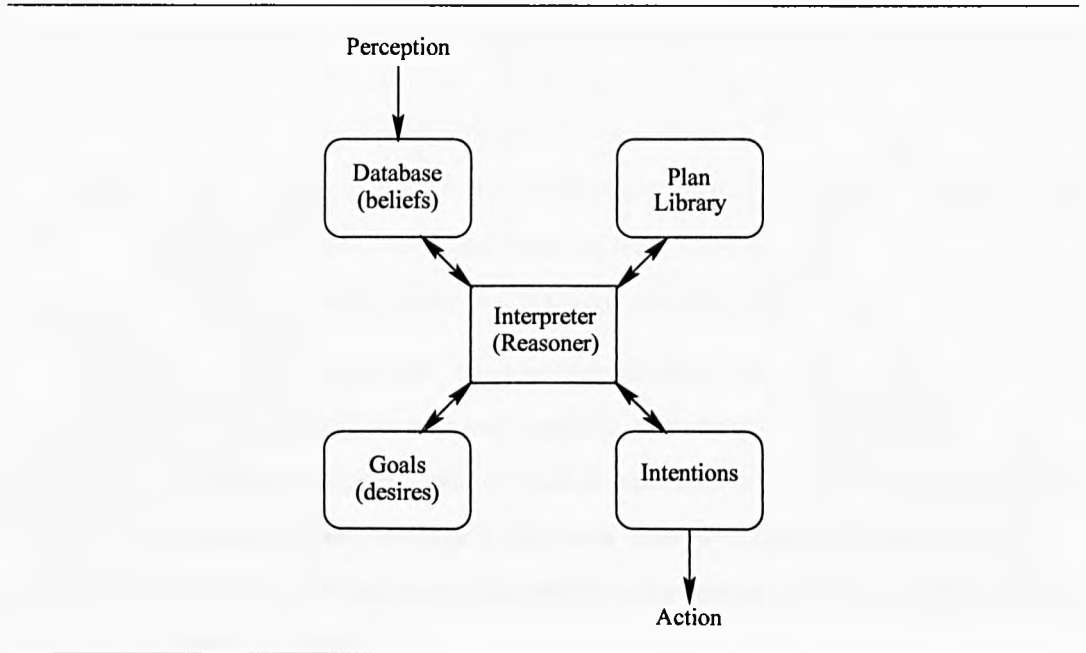 Perception
Database
(beliefs)
Plan
Library
Interpreter
(Reasoner)
Goals
(desires)
Intentions
Action